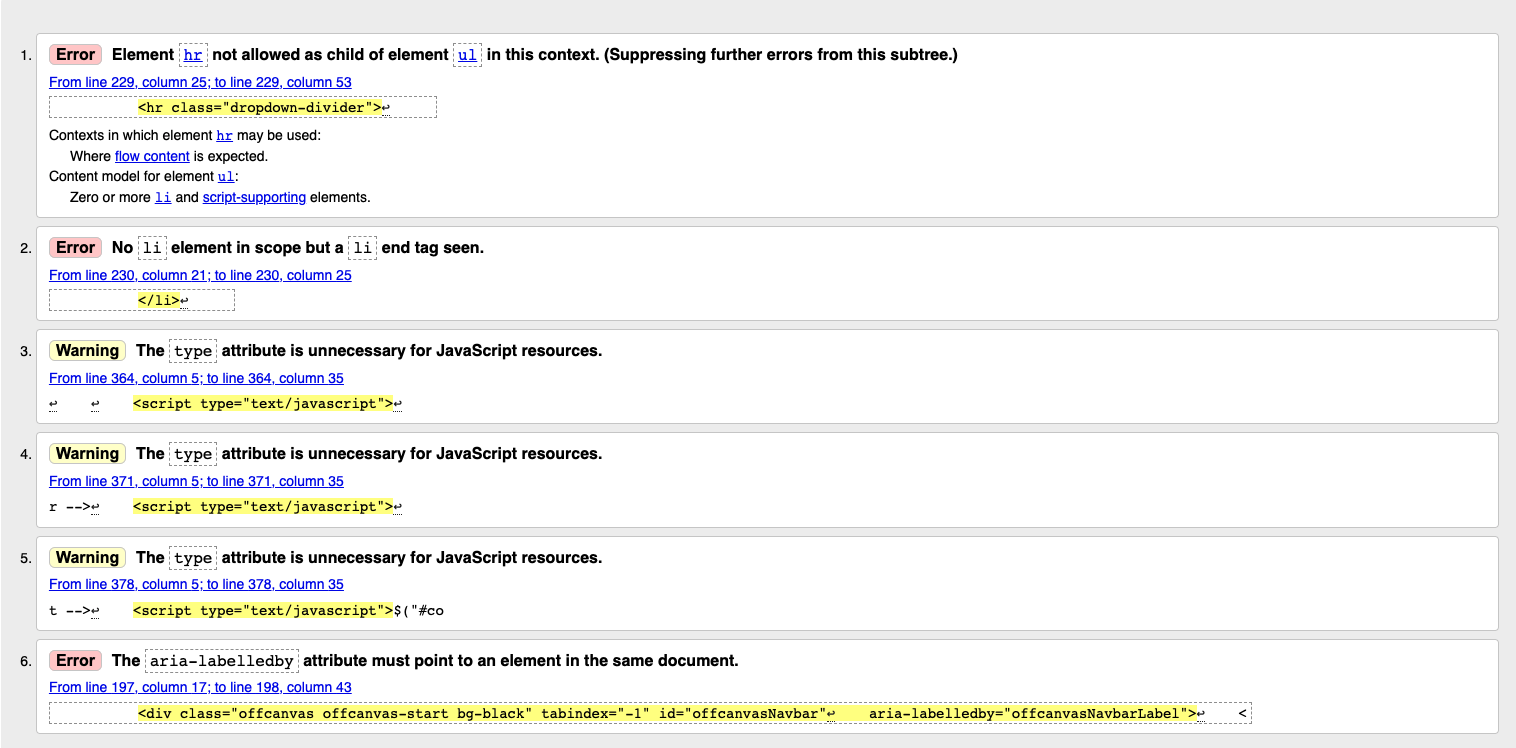 1. Error Element hr not allowed as child of element ul in this context. (Suppressing further errors from this subtree.)
From line 229, column 25; to line 229, column 53
<hr class="dropdown-divider">↩
Contexts in which element hr may be used:
Where flow content is expected.
Content model for element ul:
Zero or more li and script-supporting elements.
2. Error No li element in scope but a li end tag seen.
From line 230, column 21; to line 230, column 25
</li>↩
3. Warning The type attribute is unnecessary for JavaScript resources.
From line 364, column 5; to line 364, column 35
↩ ↩ <script type="text/javascript">↩
4. Warning The type attribute is unnecessary for JavaScript resources.
From line 371, column 5; to line 371, column 35
r -->↩ <script type="text/javascript">↩
5. Warning The type attribute is unnecessary for JavaScript resources.
From line 378, column 5; to line 378, column 35
t -->↩ <script type="text/javascript">$("#co
6. Error The aria-labelledby attribute must point to an element in the same document.
From line 197, column 17; to line 198, column 43
<div class="offcanvas offcanvas-start bg-black" tabindex="-1" id="offcanvasNavbar"↩ aria-labelledby="offcanvasNavbarLabel">↩ <